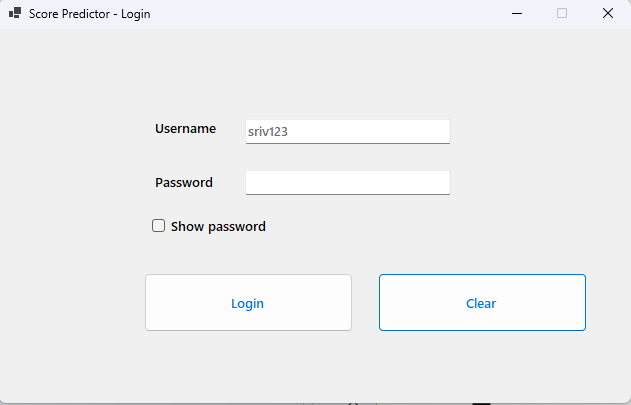 Score Predictor - Login
Username
sriv123
Password
Show password
Login
Clear